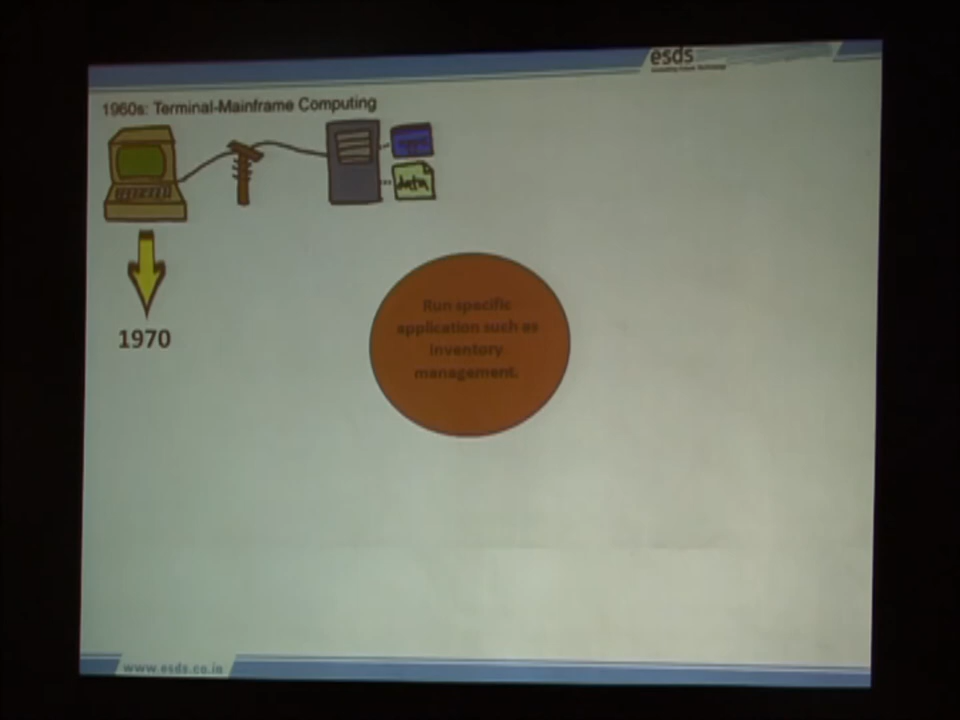 esds
1960s: Terminal-Mainframe Computing
data
1970
Run specific
application such as
inventory
management.
www.esds.co.in